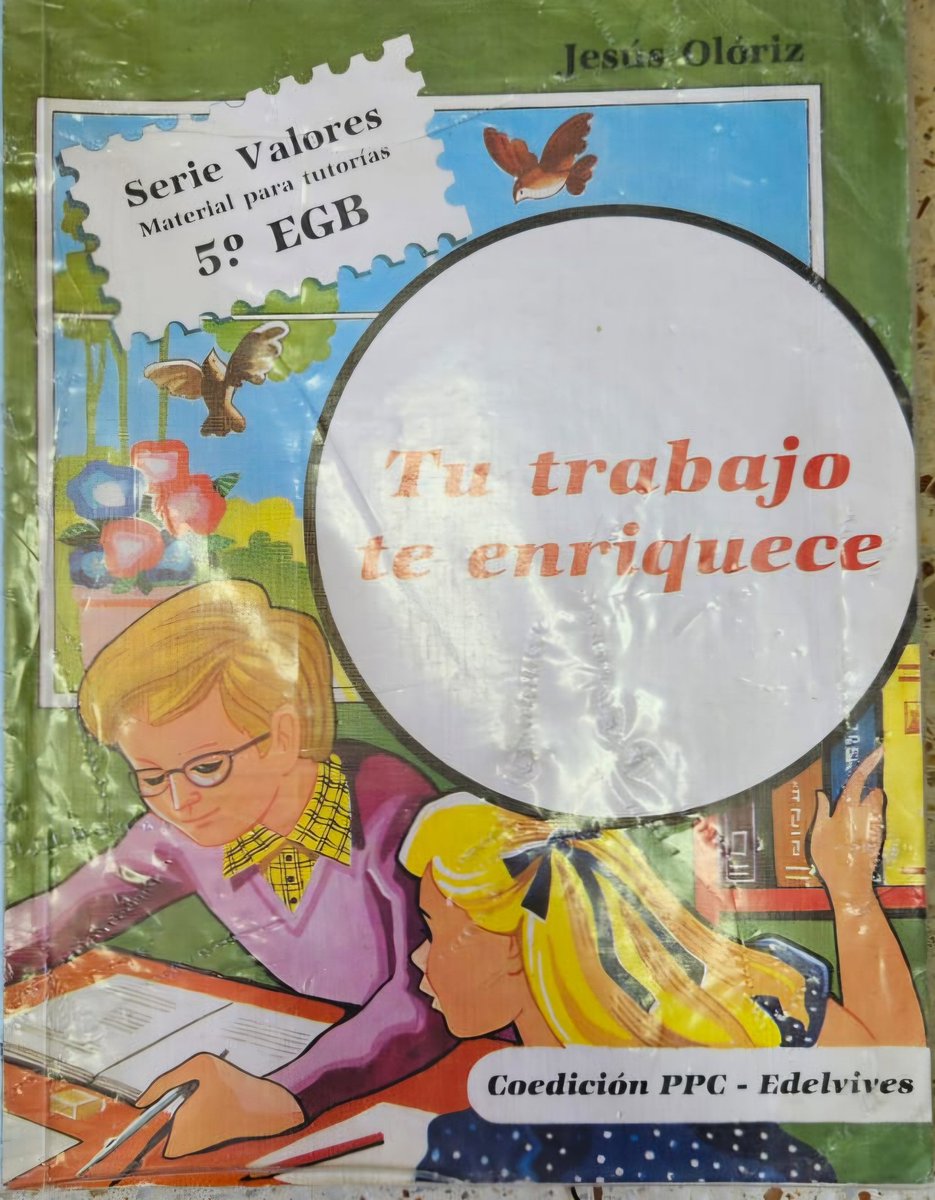 Jesús Olóriz
Serie Valores
Material para tutorías
5º EGB
Tu trabajo
te enriquece
Coedición PPC - Edelvives